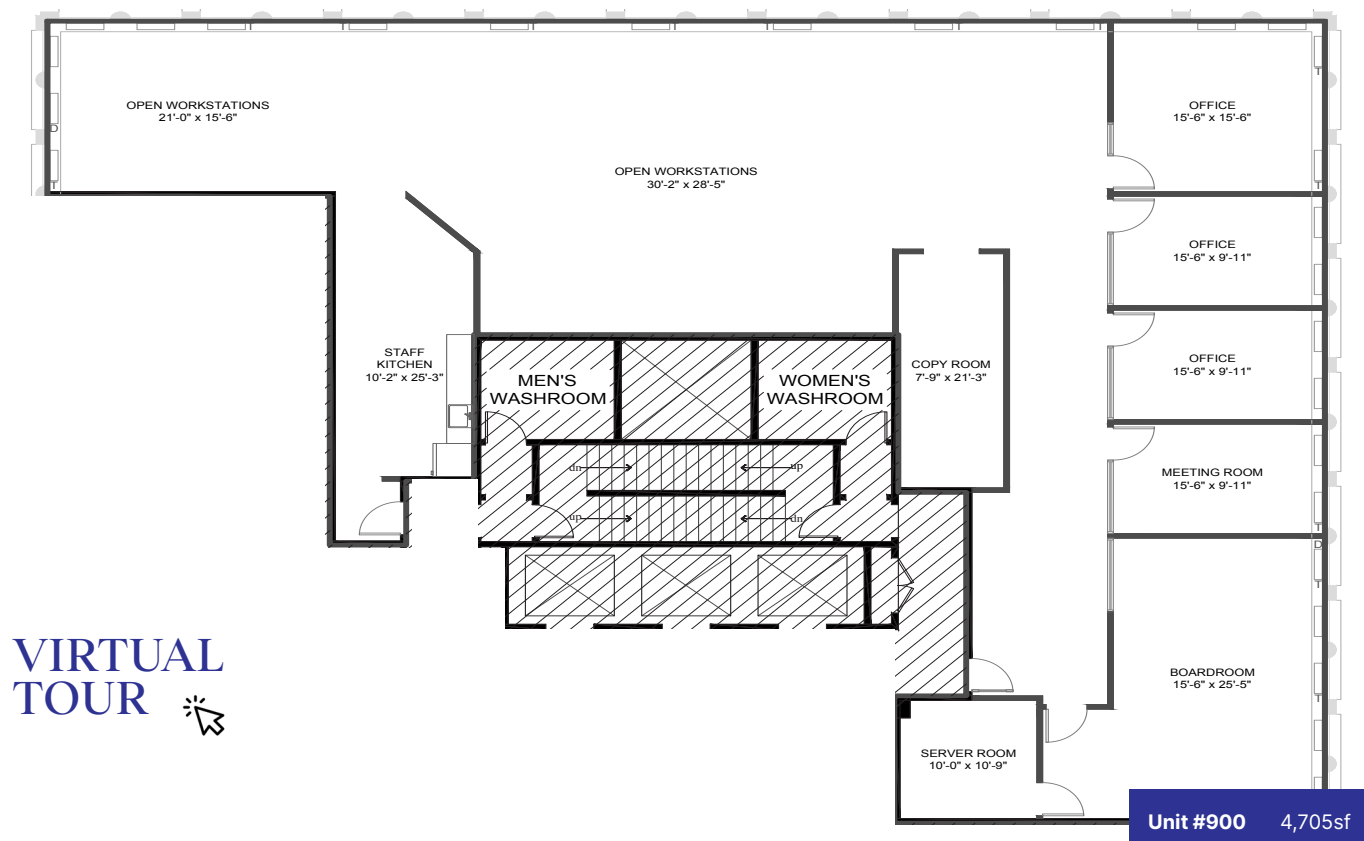 OPEN WORKSTATIONS
21'-0" x 15'-6"
OPEN WORKSTATIONS
30'-2" x 28'-5"
OFFICE
15'-6" x 15'-6"
OFFICE
15'-6" x 9'-11"
OFFICE
15'-6" x 9'-11"
STAFF
KITCHEN
10'-2" x 25'-3"
MEN'S
WASHROOM
WOMEN'S
WASHROOM
COPY ROOM
7'-9" x 21'-3"
MEETING ROOM
15'-6" x 9'-11"
dn
up
up
dn
BOARDROOM
15'-6" x 25'-5"
SERVER ROOM
10'-0" x 10'-9"
VIRTUAL
TOUR
Unit #900 4,705sf
D
T
T
T
T
T
T
D
T
T